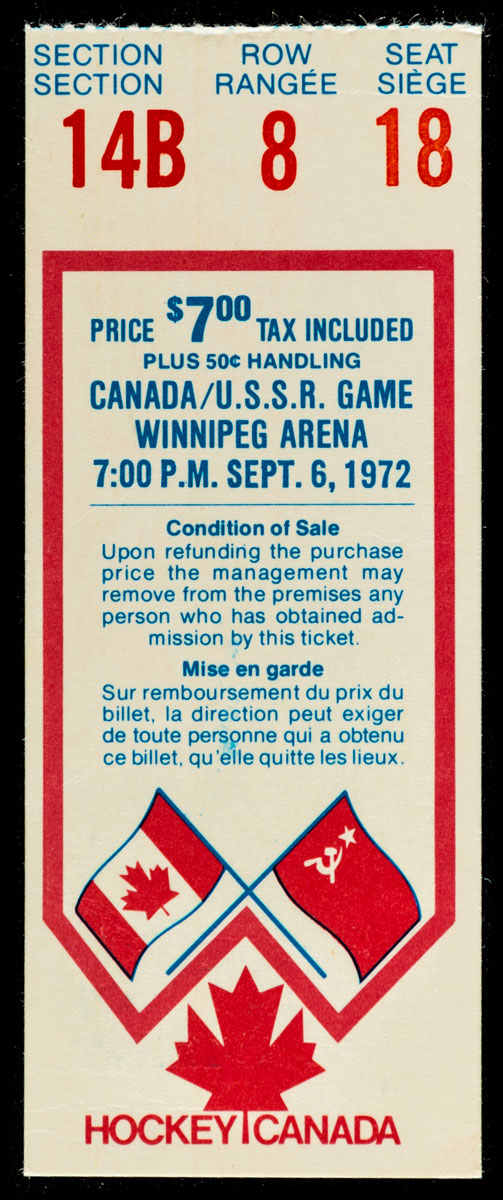 SECTION ROW SEAT
SECTION RANGÉE SIÈGE
14B 8 18
PRICE $7.00 TAX INCLUDED
PLUS 50¢ HANDLING
CANADA/U.S.S.R. GAME
WINNIPEG ARENA
7:00 P.M. SEPT. 6, 1972
Condition of Sale
Upon refunding the purchase
price the management may
remove from the premises any
person who has obtained ad-
mission by this ticket.
Mise en garde
Sur remboursement du prix du
billet, la direction peut exiger
de toute personne qui a obtenu
ce billet, qu'elle quitte les lieux.
HOCKEY CANADA